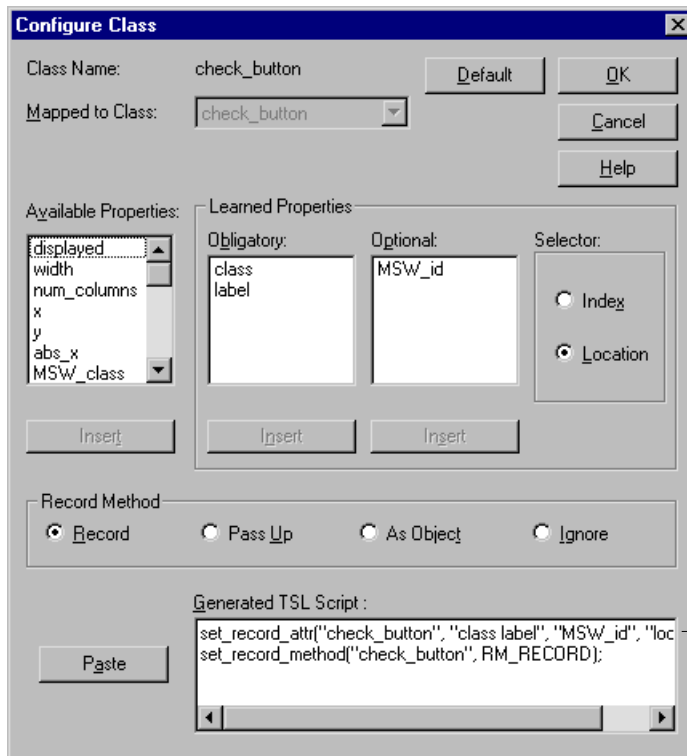 Configure Class
Class Name: check_button Default OK
Mapped to Class: check_button Cancel
Help
Available Properties: Learned Properties
Obligatory: Optional: Selector:
displayed class MSW_id
width label
num_columns Index
x
y
abs_x Location
MSW_class
Insert Insert Insert
Record Method
Record Pass Up As Object Ignore
Generated TSL Script :
set_record_attr("check_button", "class label", "MSW_id", "loc
set_record_method("check_button", RM_RECORD);
Paste